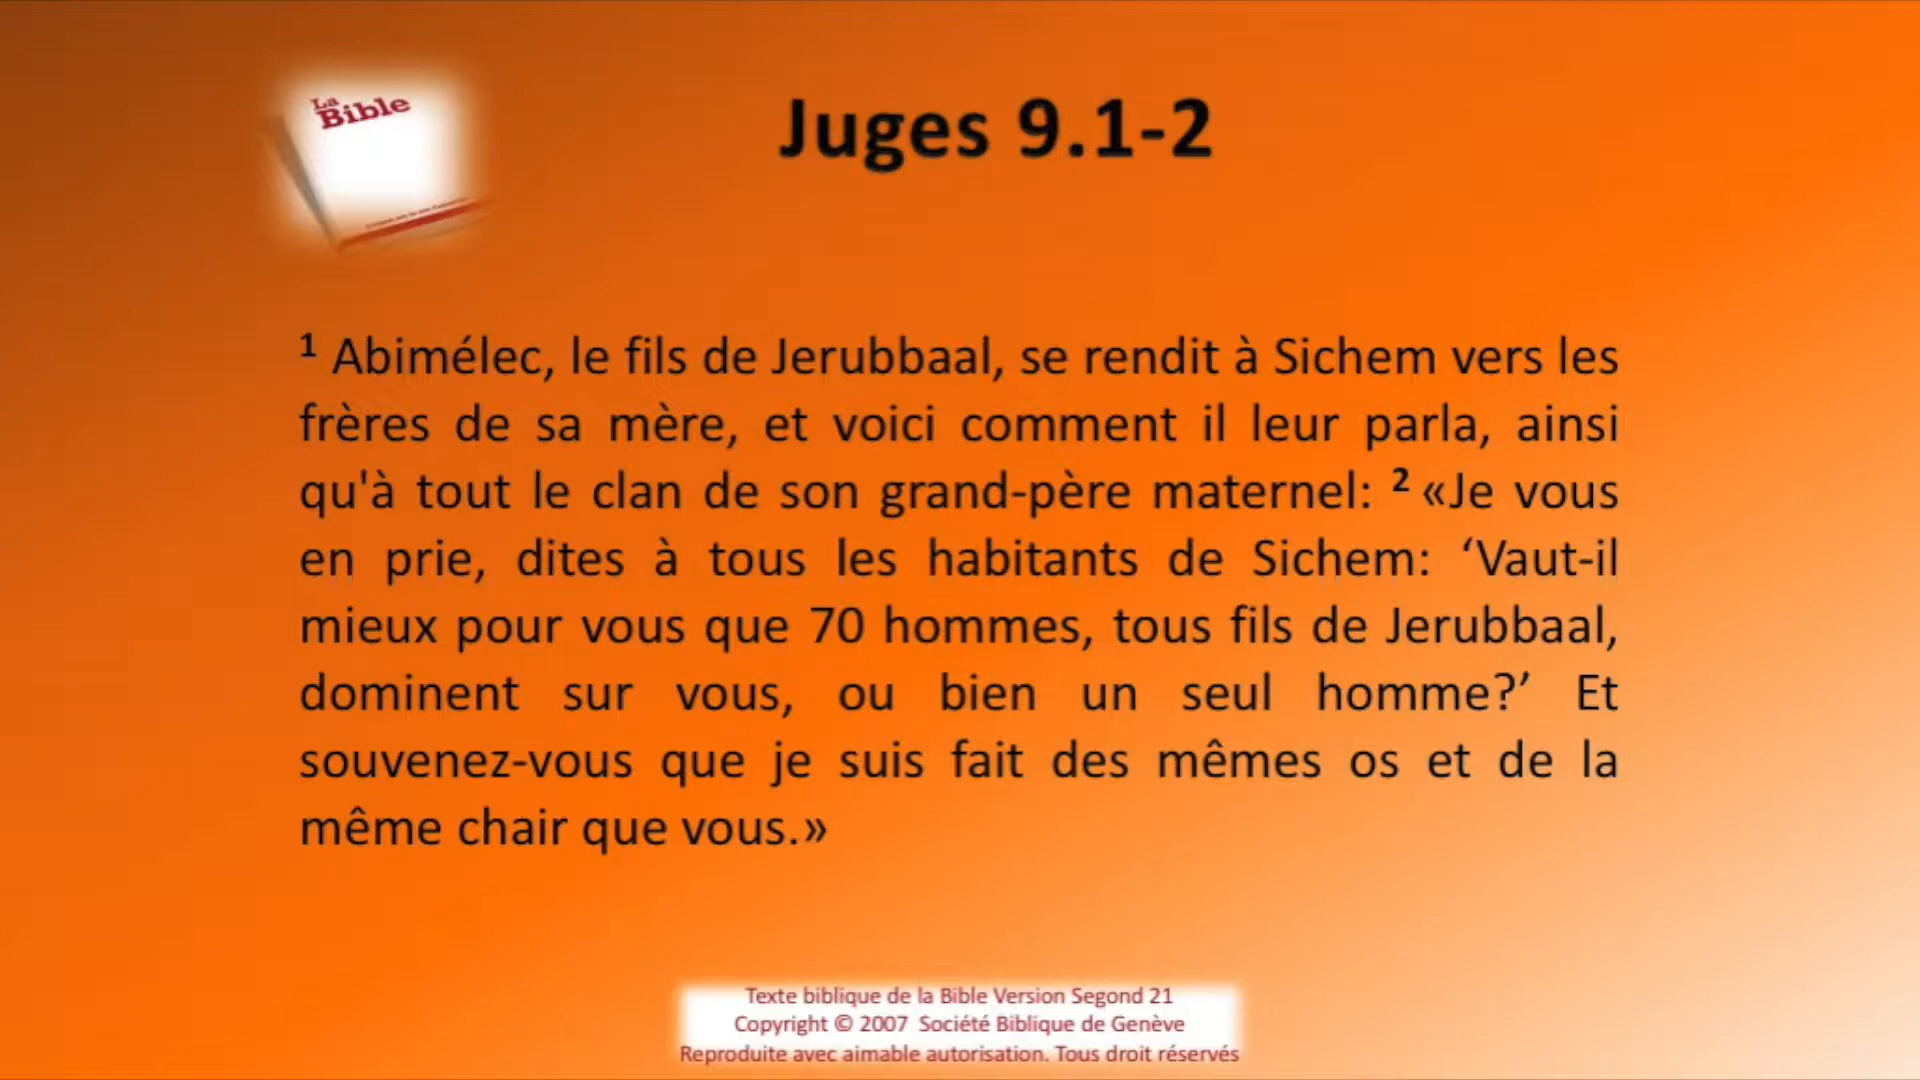 La
Bible
Juges 9.1-2
¹ Abimélec, le fils de Jerubbaal, se rendit à Sichem vers les
frères de sa mère, et voici comment il leur parla, ainsi
qu'à tout le clan de son grand-père maternel: ² «Je vous
en prie, dites à tous les habitants de Sichem: ‘Vaut-il
mieux pour vous que 70 hommes, tous fils de Jerubbaal,
dominent sur vous, ou bien un seul homme?’ Et
souvenez-vous que je suis fait des mêmes os et de la
même chair que vous.»
Texte biblique de la Bible Version Segond 21
Copyright © 2007 Société Biblique de Genève
Reproduite avec aimable autorisation. Tous droit réservés